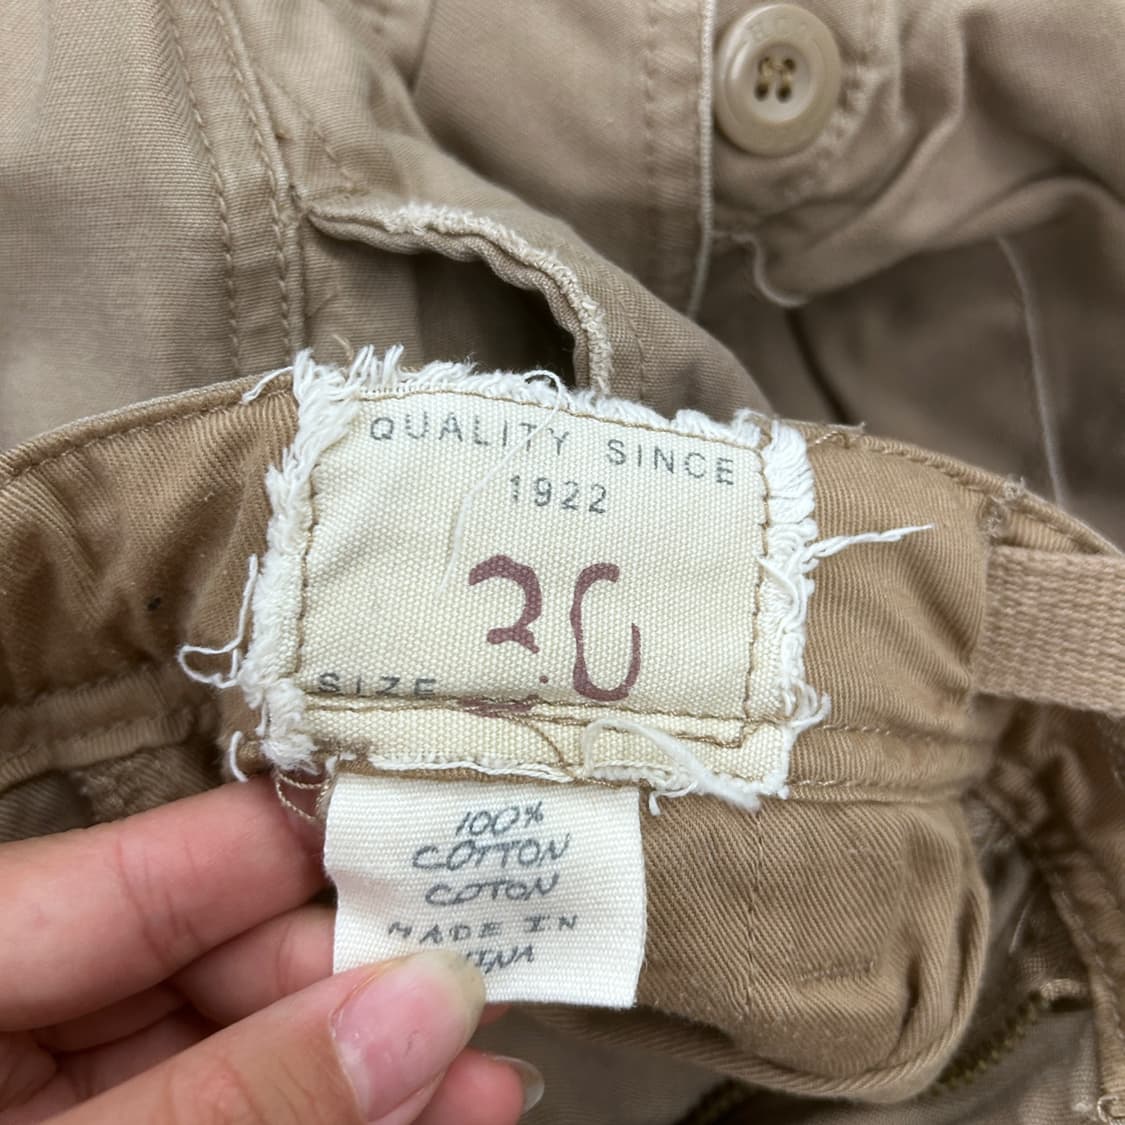 QUALITY SINCE
1922
30
SIZE
100%
COTTON
COTON
MADE IN